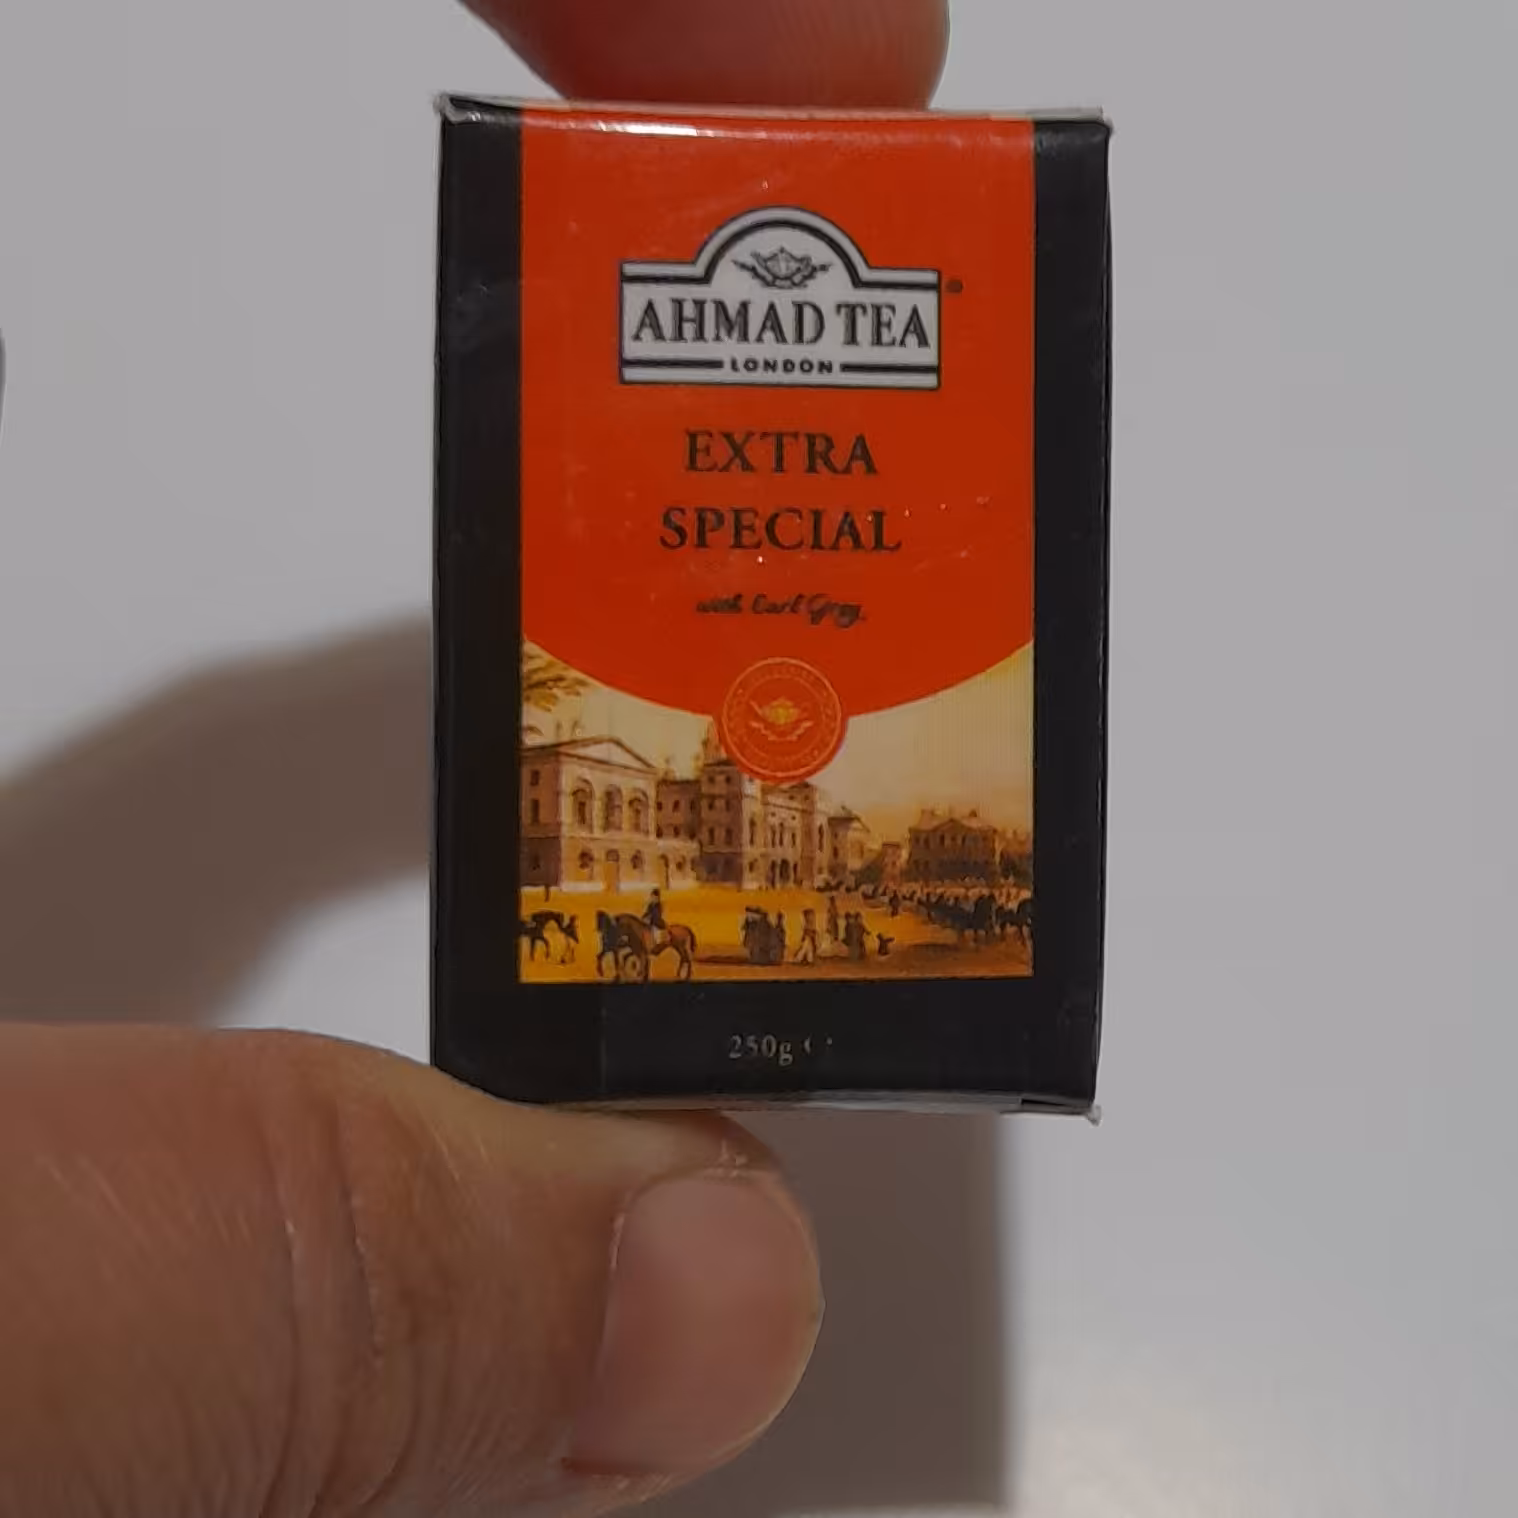 AHMAD TEA
LONDON
EXTRA
SPECIAL
with Earl Grey
250g e